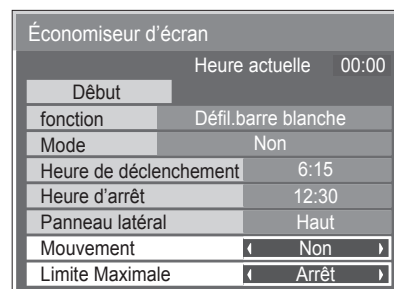 Économiseur d'écran
Heure actuelle 00:00
Dêbut
fonction Défil.barre blanche
Mode Non
Heure de déclenchement 6:15
Heure d'arrêt 12:30
Panneau latéral Haut
Mouvement Non
Limite Maximale Arrêt